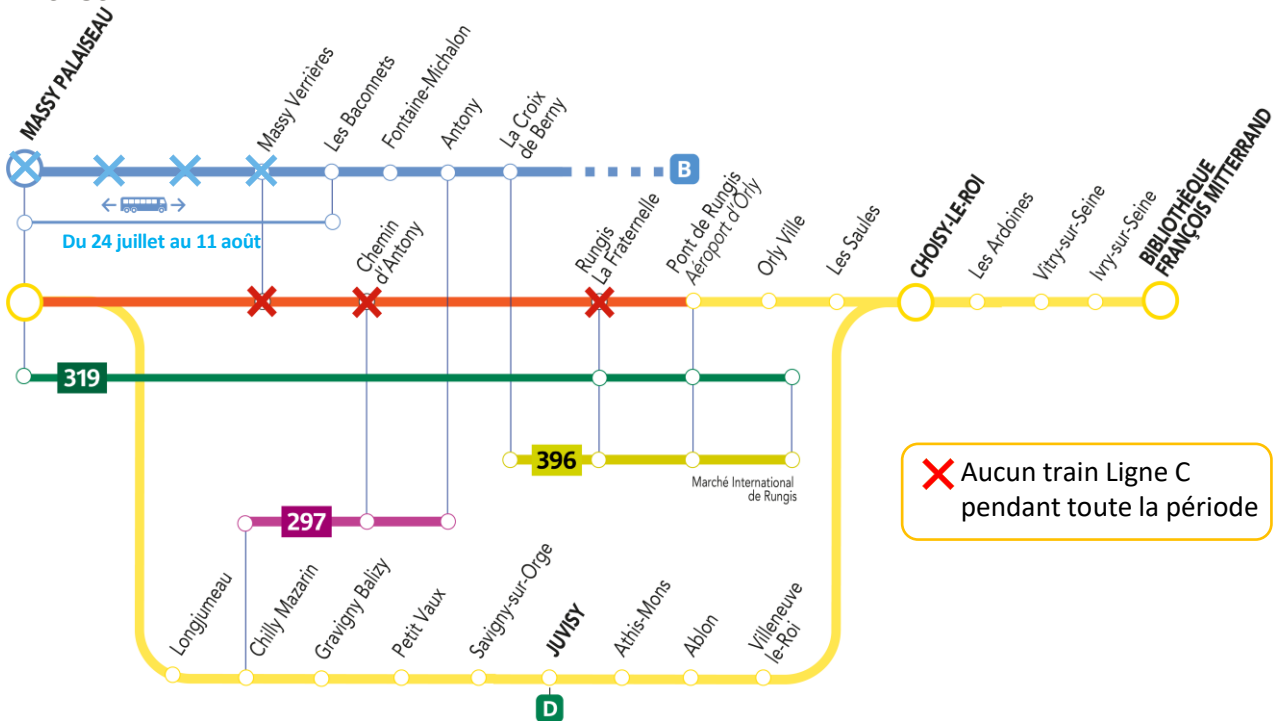 MASSY PALAISEAU
Massy Verrières
Les Baconnets
Fontaine-Michalon
Antony
La Croix
de Berny
B
Du 24 juillet au 11 août
Chemin
d'Antony
Rungis
La Fraternelle
Pont de Rungis
Aéroport d'Orly
Orly Ville
Les Saules
CHOISY-LE-ROI
Les Ardoines
Vitry-sur-Seine
Ivry-sur-Seine
BIBLIOTHÈQUE
FRANÇOIS MITTERRAND
319
396
Marché International
de Rungis
Aucun train Ligne C
pendant toute la période
297
Longjumeau
Chilly Mazarin
Gravigny Balizy
Petit Vaux
Savigny-sur-Orge
JUVISY
Athis-Mons
Ablon
Villeneuve
le-Roi
D